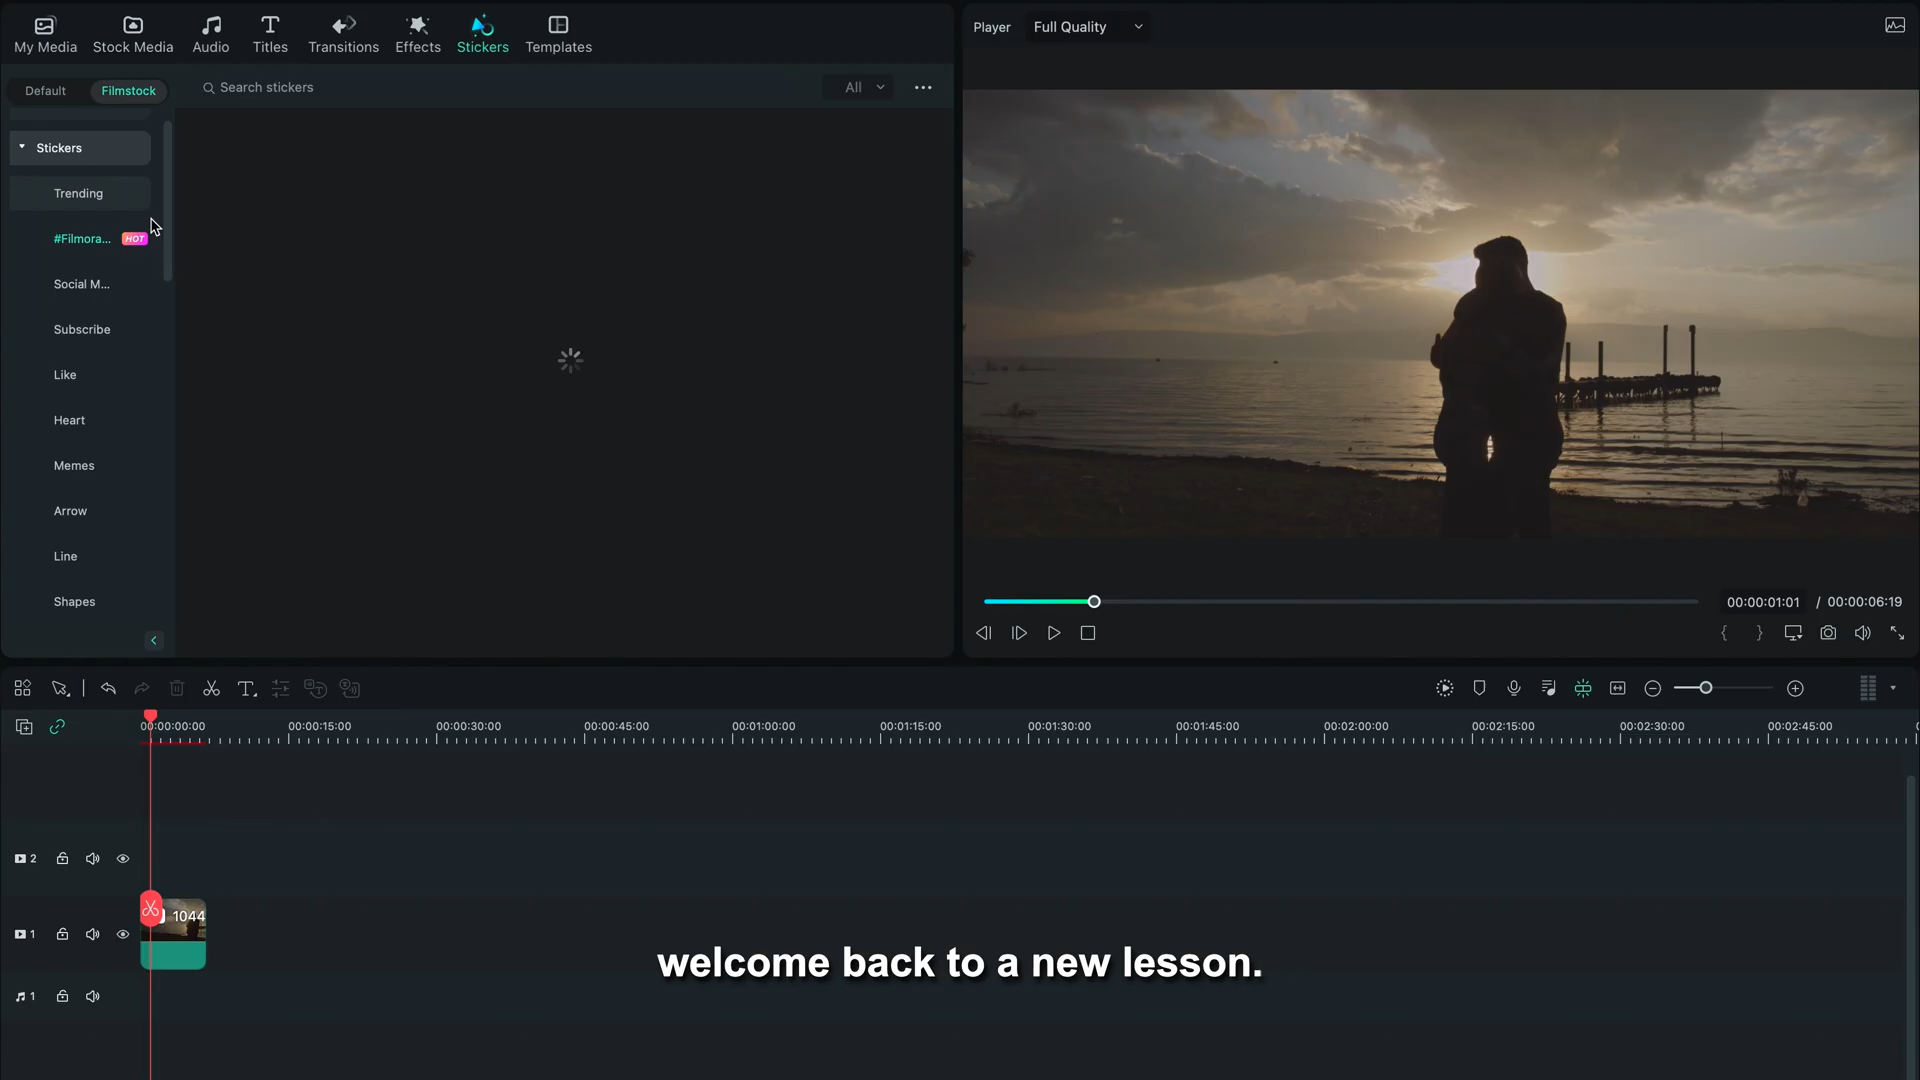 My Media
Stock Media
Audio
Titles
Transitions
Effects
Stickers
Templates
Player
Full Quality
Default
Filmstock
Search stickers
All
Stickers
Trending
#Filmora...
HOT
Social M...
Subscribe
Like
Heart
Memes
Arrow
Line
Shapes
00:00:01:01 / 00:00:06:19
00:00:00:00
00:00:15:00
00:00:30:00
00:00:45:00
00:01:00:00
00:01:15:00
00:01:30:00
00:01:45:00
00:02:00:00
00:02:15:00
00:02:30:00
00:02:45:00
2
1044
1
welcome back to a new lesson.
1